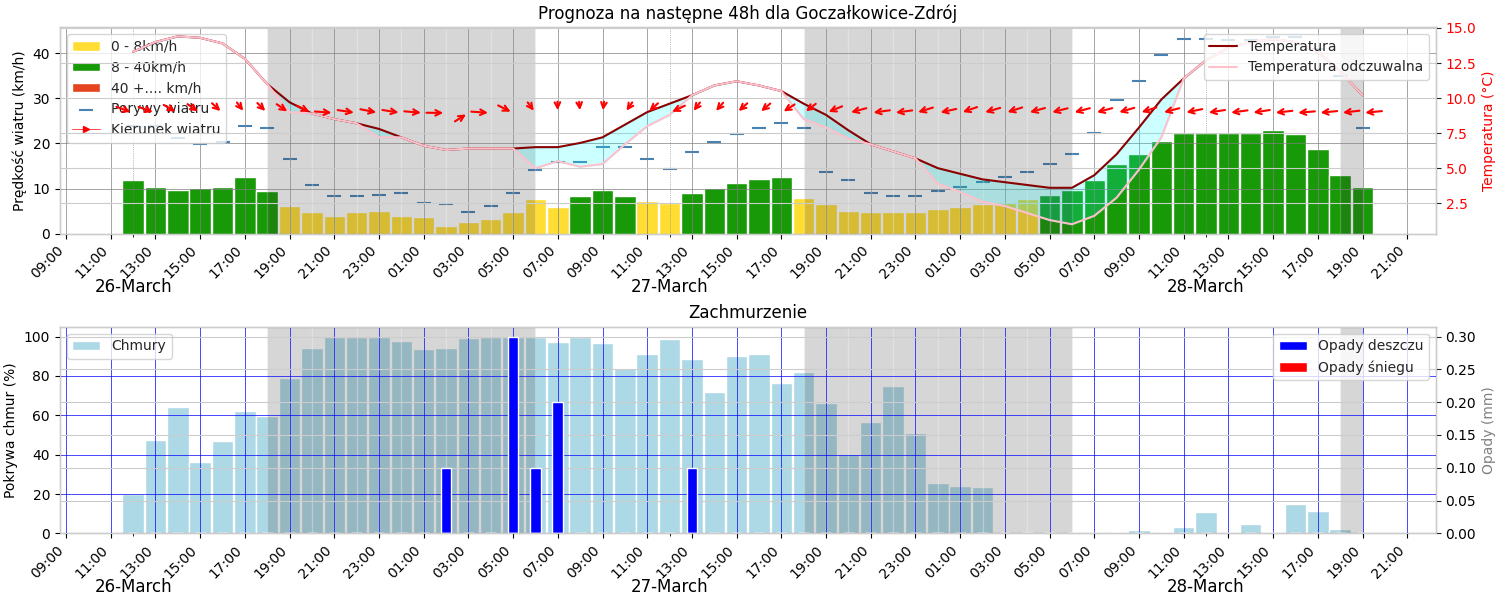 Prognoza na następne 48h dla Goczałkowice-Zdrój
Prędkość wiatru (km/h)
40
30
20
10
0
0 - 8km/h
8 - 40km/h
40 +.... km/h
Porywy wiatru
Kierunek wiatru
Temperatura
Temperatura odczuwalna
15.0
12.5
10.0
7.5
5.0
2.5
Temperatura (°C)
09:00 11:00 13:00 15:00 17:00 19:00 21:00 23:00 01:00 03:00 05:00 07:00 09:00 11:00 13:00 15:00 17:00 19:00 21:00 23:00 01:00 03:00 05:00 07:00 09:00 11:00 13:00 15:00 17:00 19:00 21:00
26-March 27-March 28-March
Zachmurzenie
Pokrywa chmur (%)
100
80
60
40
20
0
Chmury
Opady deszczu
Opady śniegu
0.30
0.25
0.20
0.15
0.10
0.05
0.00
Opady (mm)
09:00 11:00 13:00 15:00 17:00 19:00 21:00 23:00 01:00 03:00 05:00 07:00 09:00 11:00 13:00 15:00 17:00 19:00 21:00 23:00 01:00 03:00 05:00 07:00 09:00 11:00 13:00 15:00 17:00 19:00 21:00
26-March 27-March 28-March